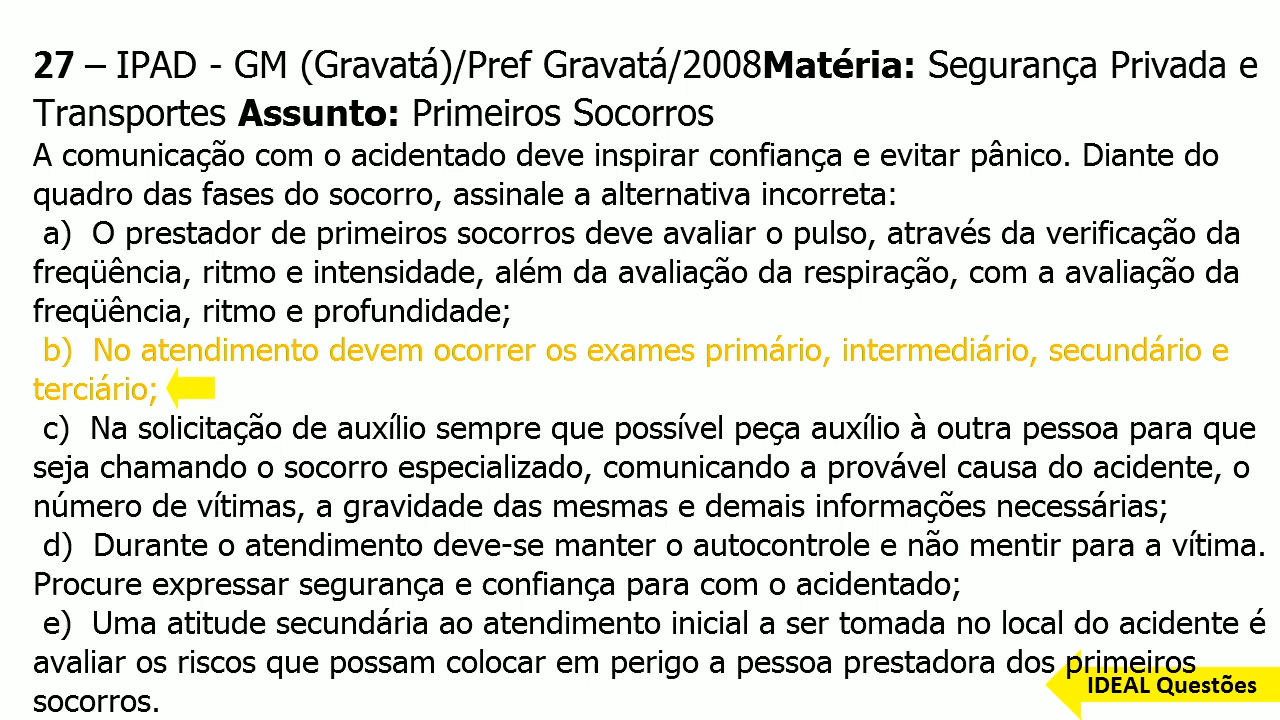 27 – IPAD - GM (Gravatá)/Pref Gravatá/2008Matéria: Segurança Privada e
Transportes Assunto: Primeiros Socorros
A comunicação com o acidentado deve inspirar confiança e evitar pânico. Diante do
quadro das fases do socorro, assinale a alternativa incorreta:
a) O prestador de primeiros socorros deve avaliar o pulso, através da verificação da
freqüência, ritmo e intensidade, além da avaliação da respiração, com a avaliação da
freqüência, ritmo e profundidade;
b) No atendimento devem ocorrer os exames primário, intermediário, secundário e
terciário;
c) Na solicitação de auxílio sempre que possível peça auxílio à outra pessoa para que
seja chamando o socorro especializado, comunicando a provável causa do acidente, o
número de vítimas, a gravidade das mesmas e demais informações necessárias;
d) Durante o atendimento deve-se manter o autocontrole e não mentir para a vítima.
Procure expressar segurança e confiança para com o acidentado;
e) Uma atitude secundária ao atendimento inicial a ser tomada no local do acidente é
avaliar os riscos que possam colocar em perigo a pessoa prestadora dos primeiros
socorros.
IDEAL Questões